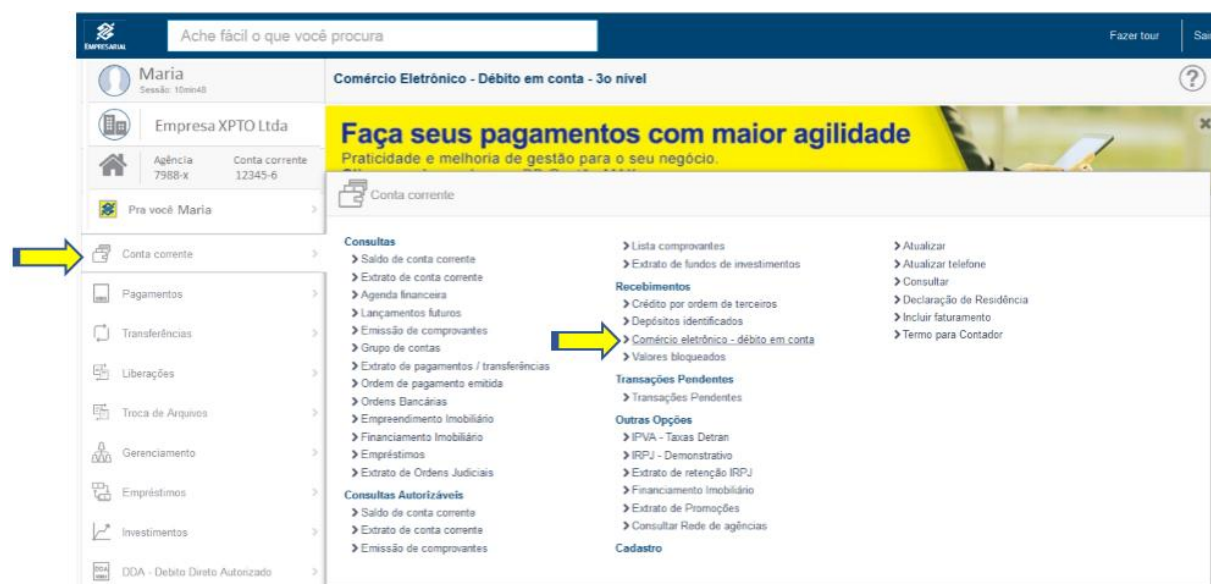 EMPRESARIAL
Ache fácil o que você procura
Fazer tour
Sair
Maria
Sessão: 10min48
Empresa XPTO Ltda
Agência Conta corrente
7988-x 12345-6
Pra você Maria
Conta corrente
Pagamentos
Transferências
Liberações
Troca de Arquivos
Gerenciamento
Empréstimos
Investimentos
DDA - Debito Direto Autorizado
Comércio Eletrônico - Débito em conta - 3o nível
?
Faça seus pagamentos com maior agilidade
Praticidade e melhoria de gestão para o seu negócio.
Conta corrente
Consultas
Saldo de conta corrente
Extrato de conta corrente
Agenda financeira
Lançamentos futuros
Emissão de comprovantes
Grupo de contas
Extrato de pagamentos / transferências
Ordem de pagamento emitida
Ordens Bancárias
Empreendimento Imobiliário
Financiamento Imobiliário
Empréstimos
Extrato de Ordens Judiciais
Consultas Autorizáveis
Saldo de conta corrente
Extrato de conta corrente
Emissão de comprovantes
Lista comprovantes
Extrato de fundos de investimentos
Recebimentos
Crédito por ordem de terceiros
Depósitos identificados
Comércio eletrônico - débito em conta
Valores bloqueados
Transações Pendentes
Transações Pendentes
Outras Opções
IPVA - Taxas Detran
IRPJ - Demonstrativo
Extrato de retenção IRPJ
Financiamento Imobiliário
Extrato de Promoções
Consultar Rede de agências
Cadastro
Atualizar
Atualizar telefone
Consultar
Declaração de Residência
Incluir faturamento
Termo para Contador